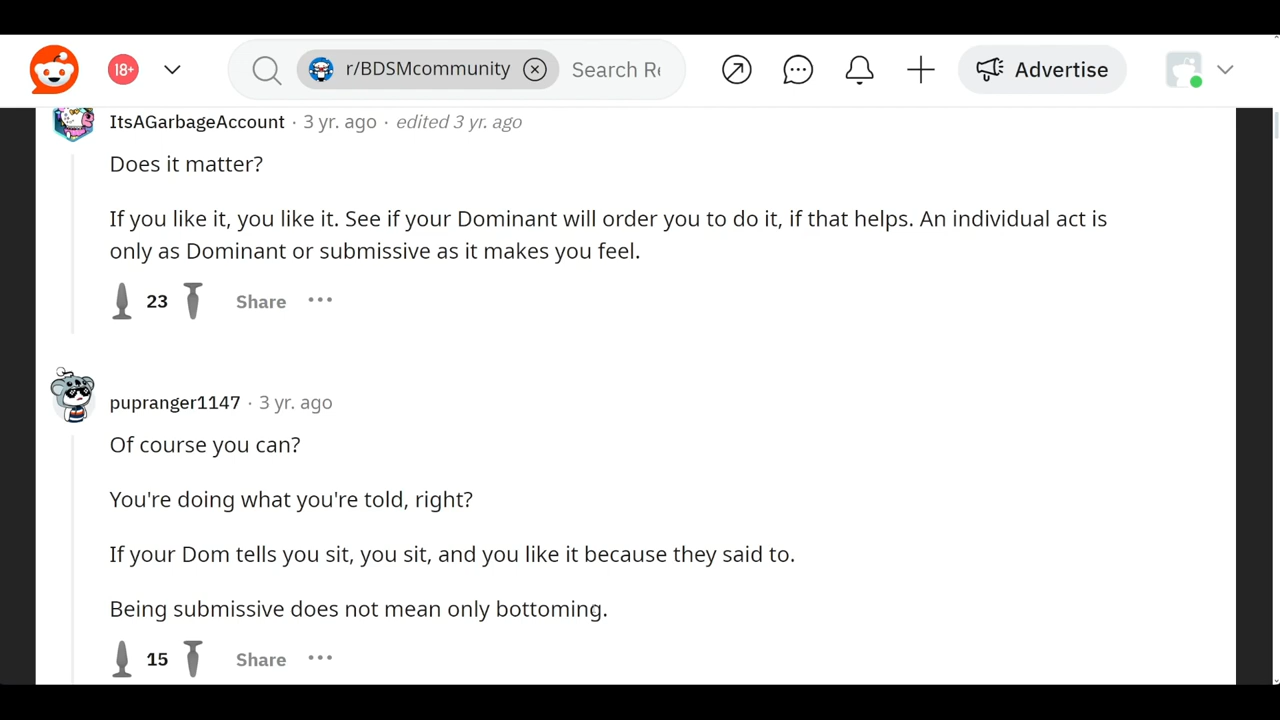 18+
r/BDSMcommunity
Search Re
Advertise
ItsAGarbageAccount · 3 yr. ago · edited 3 yr. ago
Does it matter?
If you like it, you like it. See if your Dominant will order you to do it, if that helps. An individual act is
only as Dominant or submissive as it makes you feel.
23 Share
pupranger1147 · 3 yr. ago
Of course you can?
You're doing what you're told, right?
If your Dom tells you sit, you sit, and you like it because they said to.
Being submissive does not mean only bottoming.
15 Share